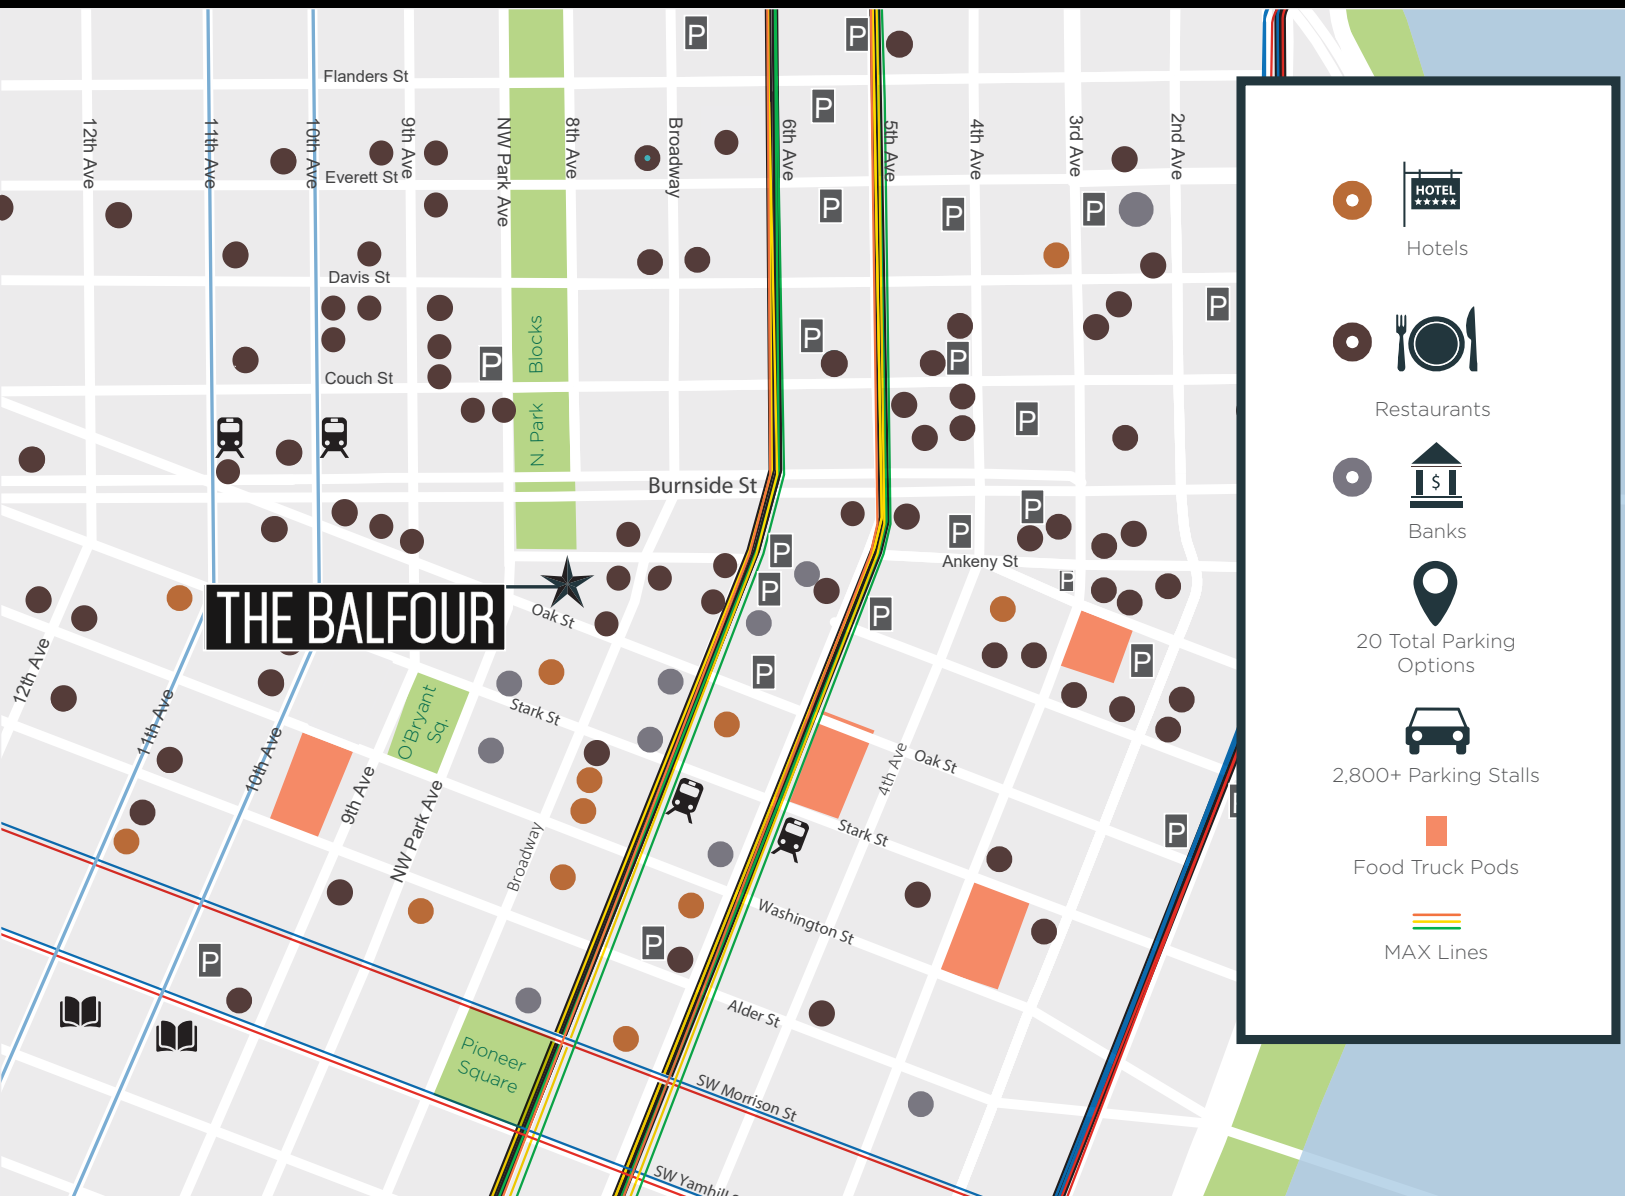 P
P
Flanders St
P
12th Ave
11th Ave
10th Ave
9th Ave
NW Park Ave
8th Ave
Broadway
6th Ave
5th Ave
4th Ave
3rd Ave
2nd Ave
Everett St
P
P
P
HOTEL
Hotels
Davis St
P
P
Blocks
P
P
Couch St
N. Park
P
Restaurants
Burnside St
$
Banks
P
P
P
Ankeny St
P
P
THE BALFOUR
Oak St
P
20 Total Parking
Options
12th Ave
P
P
O'Bryant
Sq.
Stark St
11th Ave
10th Ave
9th Ave
NW Park Ave
4th Ave
Oak St
2,800+ Parking Stalls
Stark St
P
Broadway
Food Truck Pods
Washington St
P
P
MAX Lines
Alder St
Pioneer
Square
SW Morrison St
SW Yamhill